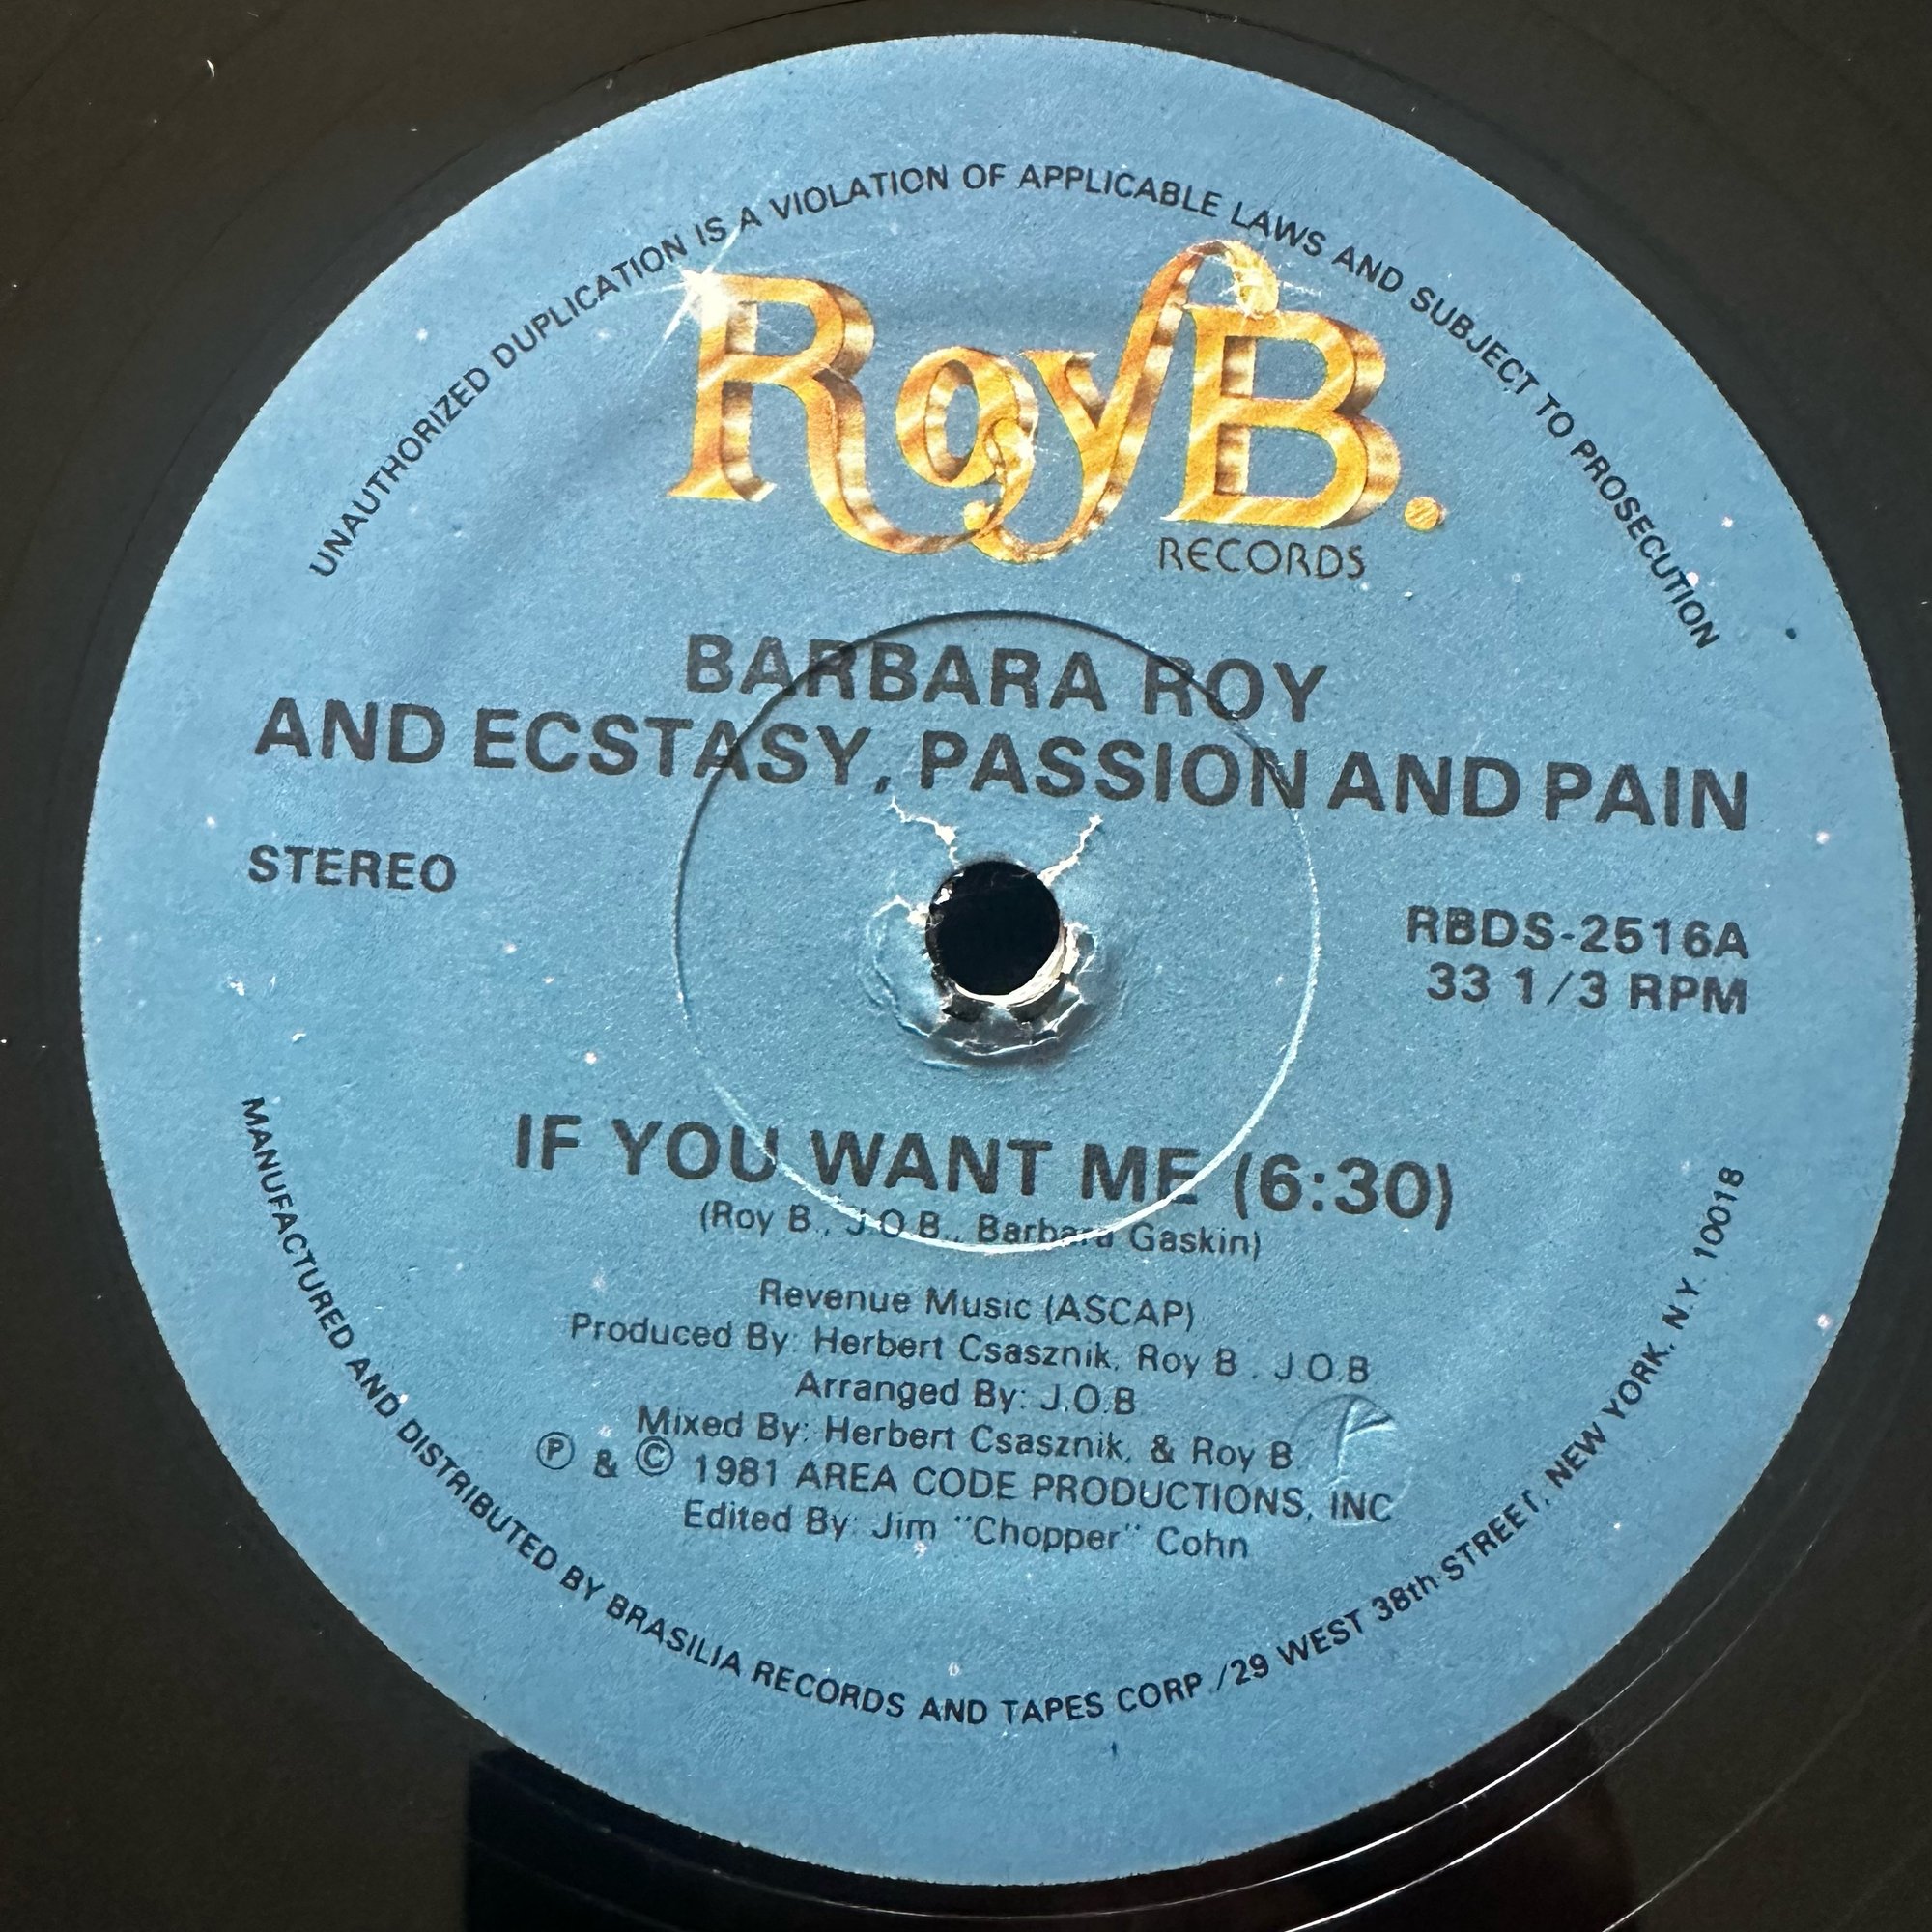 UNAUTHORIZED DUPLICATION IS A VIOLATION OF APPLICABLE LAWS AND SUBJECT TO PROSECUTION
Roy B.
RECORDS
BARBARA ROY
AND ECSTASY, PASSION AND PAIN
STEREO
RBDS-2516A
33 1/3 RPM
IF YOU WANT ME (6:30)
(Roy B., J.O.B., Barbara Gaskin)
Revenue Music (ASCAP)
Produced By: Herbert Csasznik, Roy B., J.O.B
Arranged By: J.O.B
Mixed By: Herbert Csasznik, & Roy B
Ⓟ & © 1981 AREA CODE PRODUCTIONS, INC
Edited By: Jim "Chopper" Cohn
MANUFACTURED AND DISTRIBUTED BY BRASILIA RECORDS AND TAPES CORP./29 WEST 38th STREET, NEW YORK, N.Y. 10018